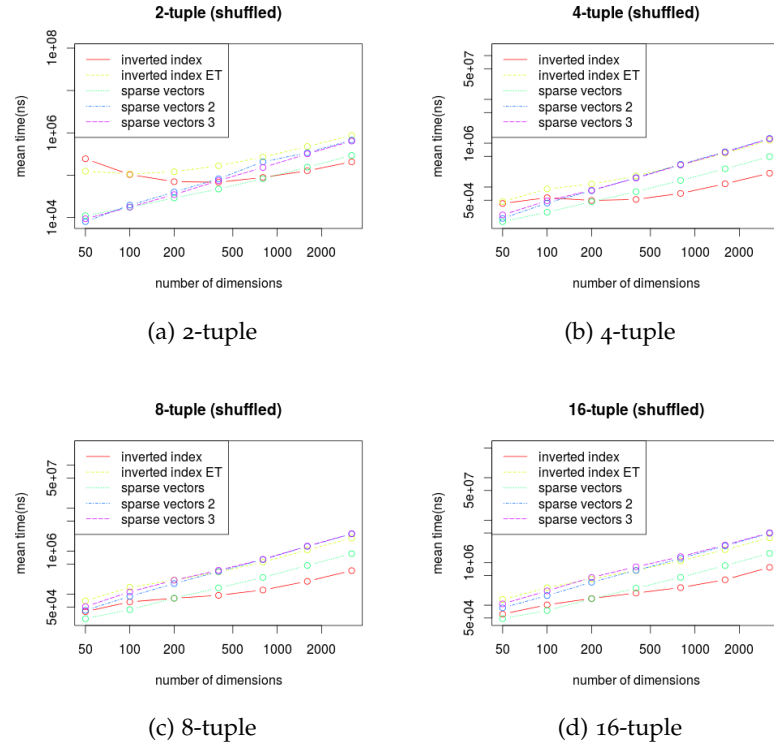 2-tuple (shuffled)
mean time(ns)
1e+04 1e+06 1e+08
inverted index
inverted index ET
sparse vectors
sparse vectors 2
sparse vectors 3
50 100 200 500 1000 2000
number of dimensions
(a) 2-tuple
4-tuple (shuffled)
mean time(ns)
5e+04 1e+06 5e+07
inverted index
inverted index ET
sparse vectors
sparse vectors 2
sparse vectors 3
50 100 200 500 1000 2000
number of dimensions
(b) 4-tuple
8-tuple (shuffled)
mean time(ns)
5e+04 1e+06 5e+07
inverted index
inverted index ET
sparse vectors
sparse vectors 2
sparse vectors 3
50 100 200 500 1000 2000
number of dimensions
(c) 8-tuple
16-tuple (shuffled)
mean time(ns)
5e+04 1e+06 5e+07
inverted index
inverted index ET
sparse vectors
sparse vectors 2
sparse vectors 3
50 100 200 500 1000 2000
number of dimensions
(d) 16-tuple